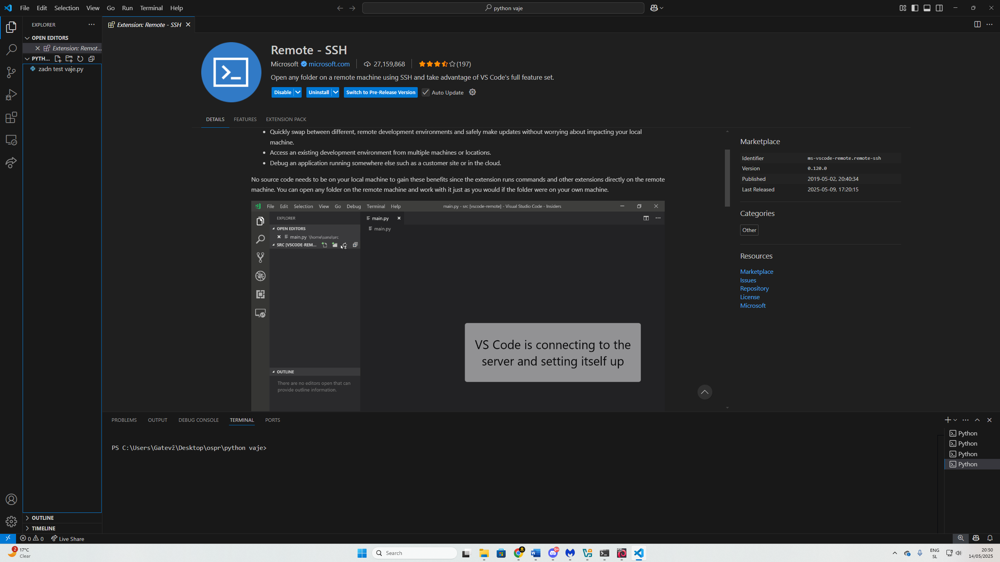 File Edit Selection View Go Run Terminal Help
python vaje
EXPLORER
OPEN EDITORS
Extension: Remot...
PYTH...
zadn test vaje.py
OUTLINE
TIMELINE
Extension: Remote - SSH
Remote - SSH
Microsoft microsoft.com 27,159,868 (197)
Open any folder on a remote machine using SSH and take advantage of VS Code's full feature set.
Disable Uninstall Switch to Pre-Release Version Auto Update
DETAILS FEATURES EXTENSION PACK
• Quickly swap between different, remote development environments and safely make updates without worrying about impacting your local
machine.
• Access an existing development environment from multiple machines or locations.
• Debug an application running somewhere else such as a customer site or in the cloud.
No source code needs to be on your local machine to gain these benefits since the extension runs commands and other extensions directly on the remote
machine. You can open any folder on the remote machine and work with it just as you would if the folder were on your own machine.
File Edit Selection View Go Debug Terminal Help main.py - src [vscode-remote] - Visual Studio Code - Insiders
EXPLORER
OPEN EDITORS
main.py \home\sana\src
SRC [VSCODE-REM...
main.py
main.py
VS Code is connecting to the
server and setting itself up
OUTLINE
There are no editors open that can
provide outline information.
Marketplace
Identifier ms-vscode-remote.remote-ssh
Version 0.120.0
Published 2019-05-02, 20:40:34
Last Released 2025-05-09, 17:20:15
Categories
Other
Resources
Marketplace
Issues
Repository
License
Microsoft
PROBLEMS OUTPUT DEBUG CONSOLE TERMINAL PORTS
PS C:\Users\Gatevž\Desktop\ospr\python vaje>
Python
Python
Python
Python
0 0 Live Share
2 17°C
Clear
Search
9+
ENG
SL
20:50
14/05/2025